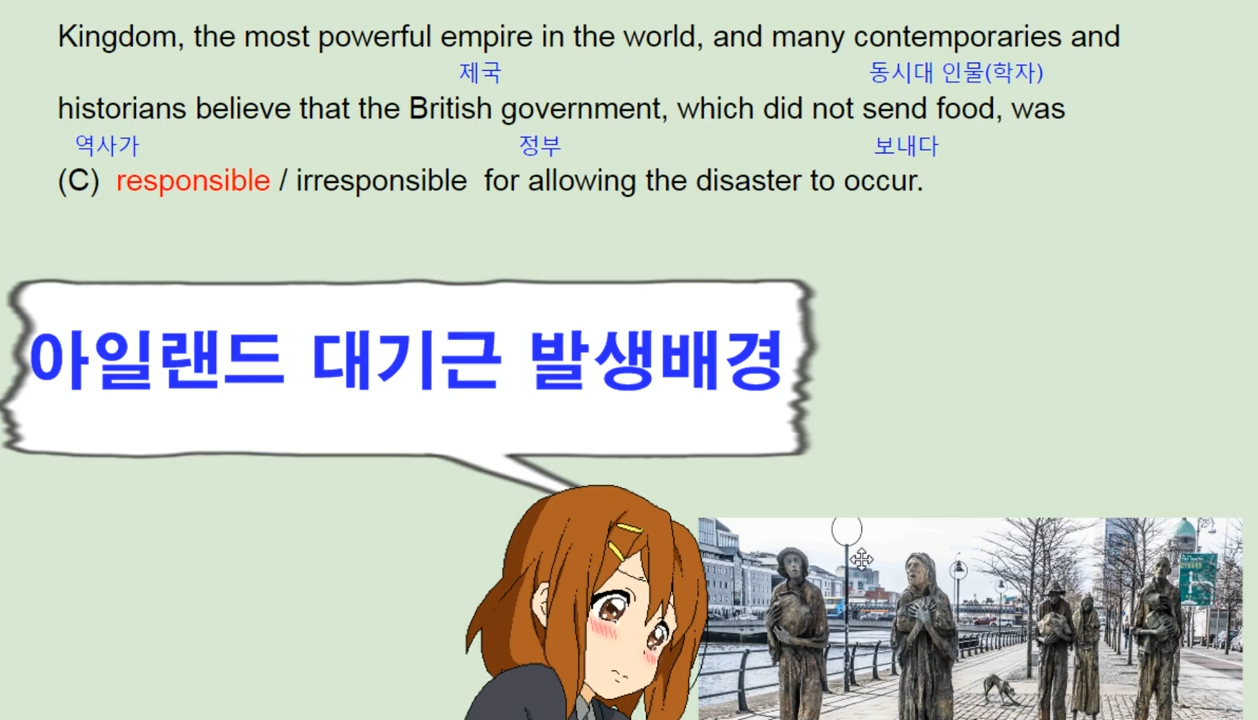 Kingdom, the most powerful empire in the world, and many contemporaries and
제국 동시대 인물(학자)
historians believe that the British government, which did not send food, was
역사가 정부 보내다
(C) responsible / irresponsible for allowing the disaster to occur.
아일랜드 대기근 발생배경